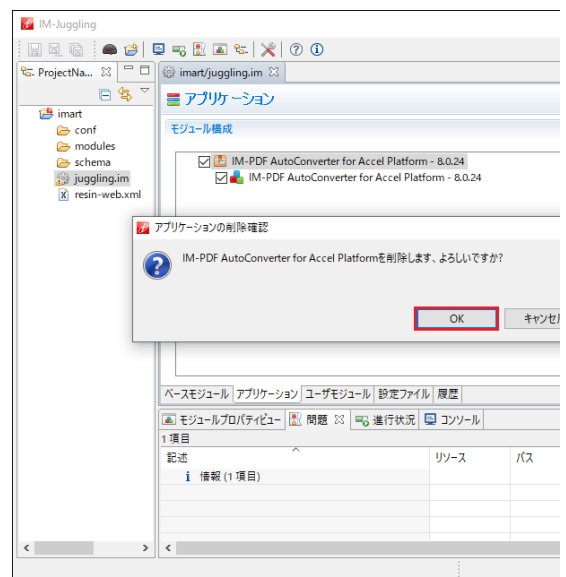 IM-Juggling
ProjectNa...
imart/juggling.im
imart
conf
modules
schema
juggling.im
resin-web.xml
アプリケーション
モジュール構成
IM-PDF AutoConverter for Accel Platform - 8.0.24
IM-PDF AutoConverter for Accel Platform - 8.0.24
アプリケーションの削除確認
IM-PDF AutoConverter for Accel Platformを削除します、よろしいですか?
OK
キャンセル
ベースモジュール アプリケーション ユーザモジュール 設定ファイル 履歴
モジュールプロパティビュー 問題 進行状況 コンソール
1 項目
記述 リソース パス
情報 (1 項目)